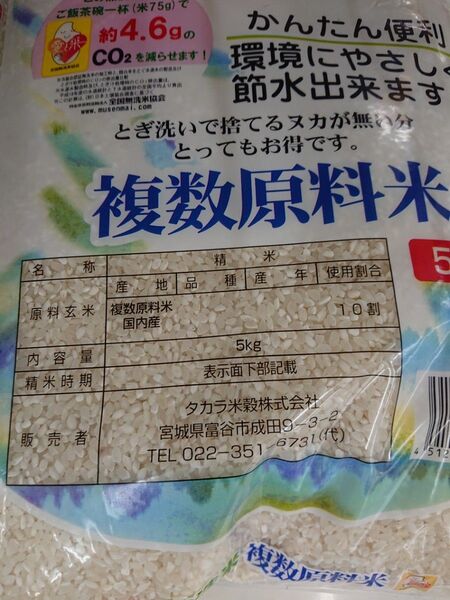 ご飯茶碗一杯(米75g)で
約4.6gの
CO2を減らせます!
全国無洗米協会
www.musenmai.com
かんたん便利
環境にやさしく
節水出来ます
とぎ洗いで捨てるヌカが無い分
とってもお得です。
複数原料米
5
名称 精米
原料玄米 産地 品種 産年 使用割合
複数原料米
国内産 10割
内容量 5kg
精米時期 表示面下部記載
販売者 タカラ米穀株式会社
宮城県富谷市成田9-3-2
TEL 022-351-6731(代)
4512
複数原料米